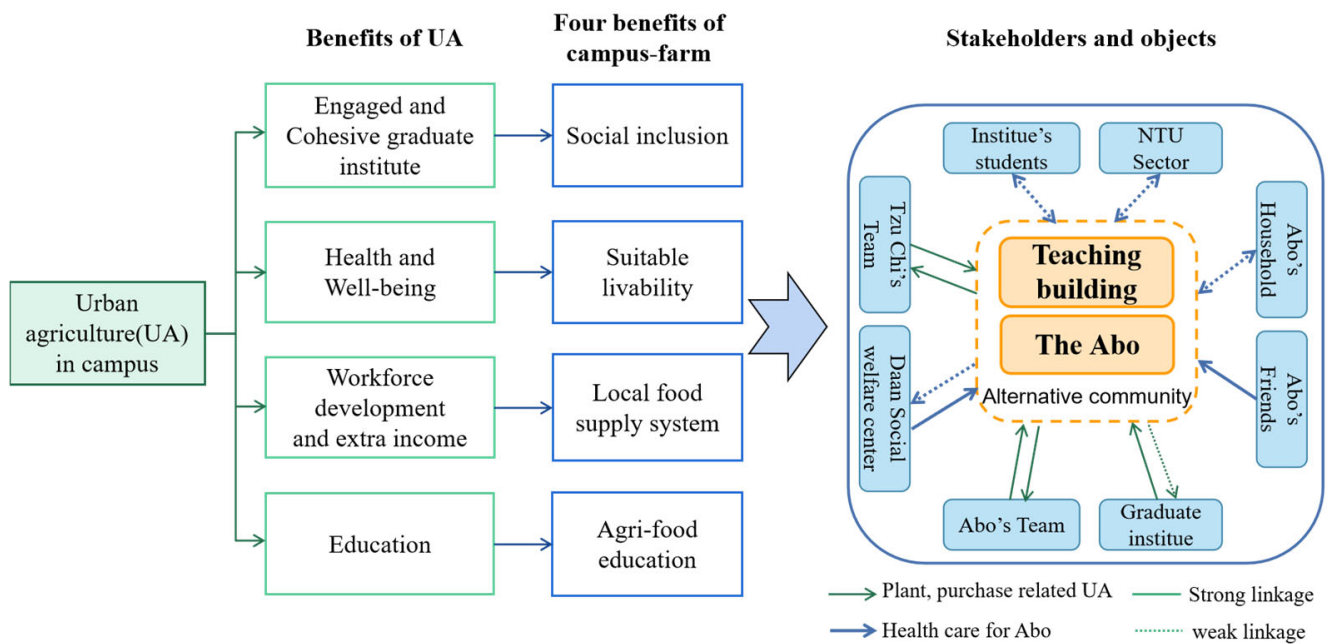 Benefits of UA
Four benefits of
campus-farm
Stakeholders and objects
Urban
agriculture(UA)
in campus
Engaged and
Cohesive graduate
institute
Social inclusion
Health and
Well-being
Suitable
livability
Workforce
development
and extra income
Local food
supply system
Education
Agri-food
education
Institue's
students
NTU
Sector
Tzu Chi's
Team
Abo's
Household
Teaching
building
The Abo
Alternative community
Daan Social
welfare center
Abo's
Friends
Abo's Team
Graduate
institue
Plant, purchase related UA
Strong linkage
Health care for Abo
weak linkage